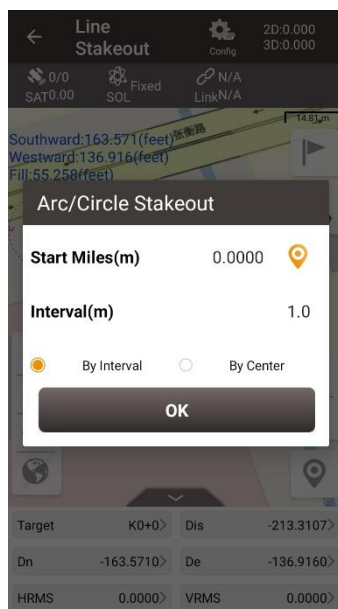 Line Stakeout
Config
2D:0.000
3D:0.000
0/0
SAT0.00
Fixed
SOL
N/A
LinkN/A
14.81m
Southward:163.571(feet)
张衡路
Westward:136.916(feet)
Fill:55.258(feet)
Arc/Circle Stakeout
Start Miles(m) 0.0000
Interval(m) 1.0
By Interval By Center
OK
Target K0+0> Dis -213.3107>
Dn -163.5710> De -136.9160>
HRMS 0.0000> VRMS 0.0000>